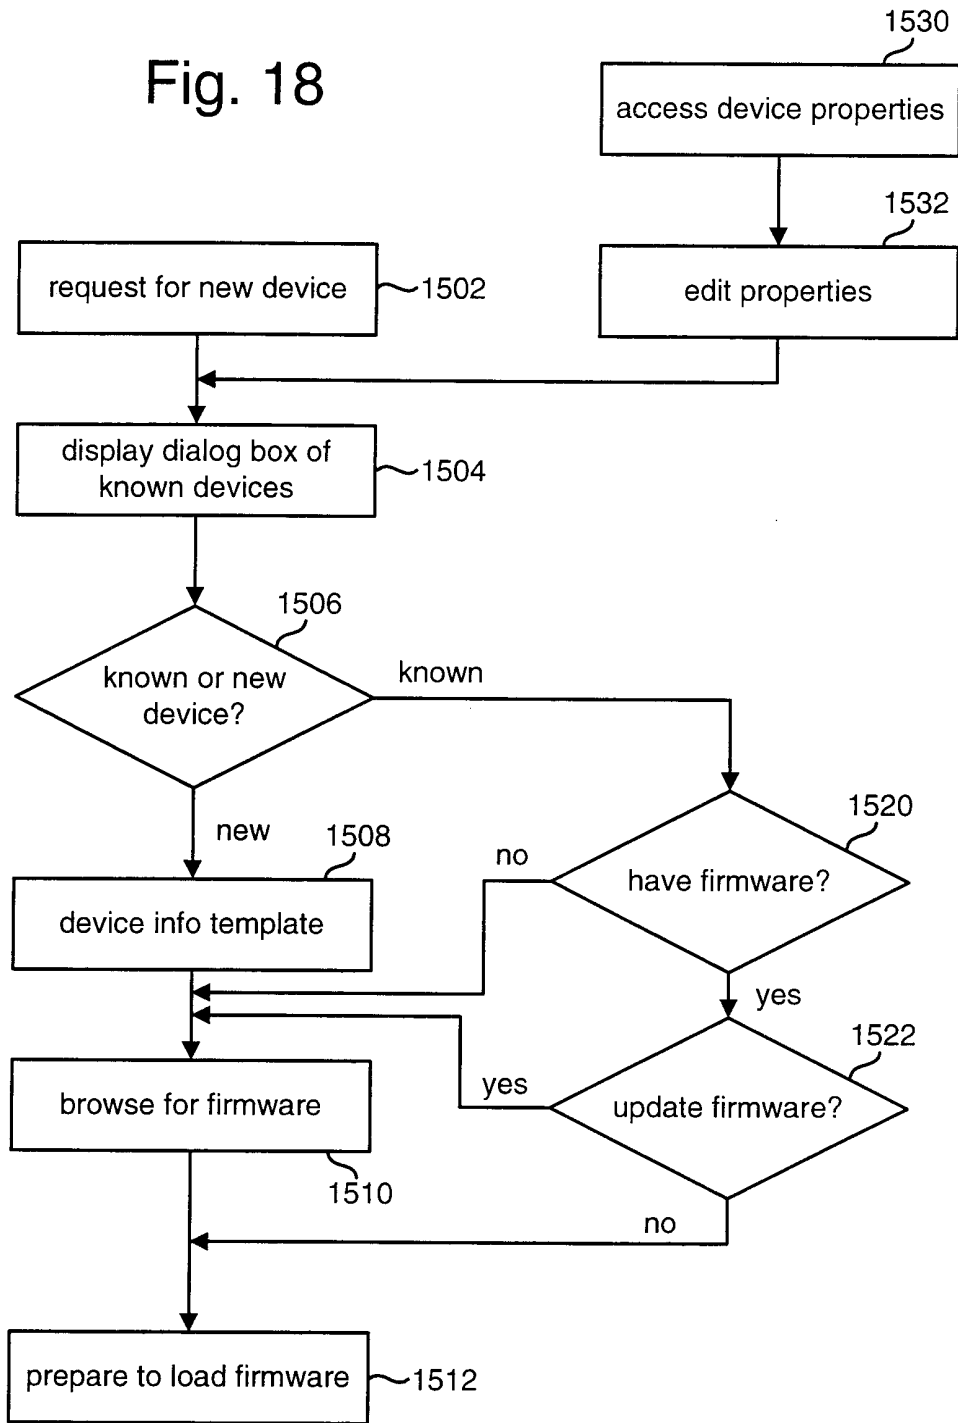 Fig. 18
1530
access device properties
1532
edit properties
request for new device
1502
display dialog box of
known devices
1504
1506
known or new
device?
known
new
1508
device info template
1520
have firmware?
no
yes
1522
update firmware?
yes
browse for firmware
1510
no
prepare to load firmware
1512